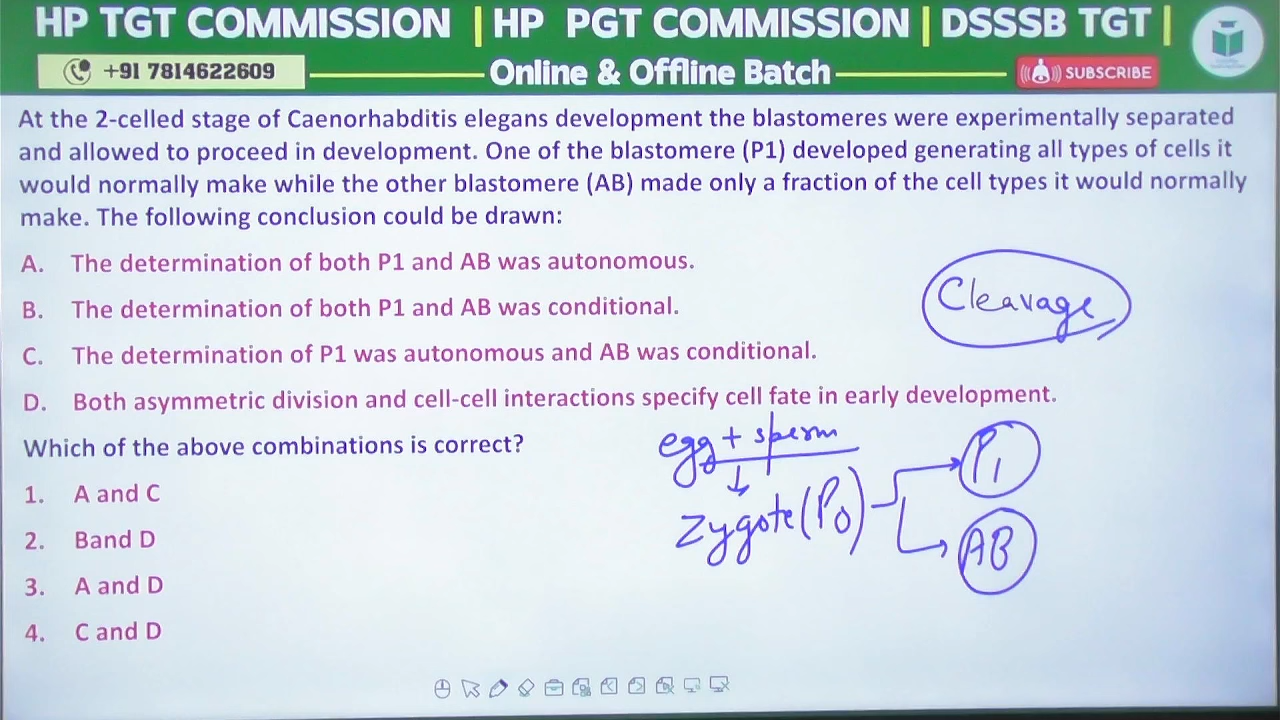 HP TGT COMMISSION | HP PGT COMMISSION | DSSSB TGT |
+91 7814622609
Online & Offline Batch
SUBSCRIBE
At the 2-celled stage of Caenorhabditis elegans development the blastomeres were experimentally separated
and allowed to proceed in development. One of the blastomere (P1) developed generating all types of cells it
would normally make while the other blastomere (AB) made only a fraction of the cell types it would normally
make. The following conclusion could be drawn:
A. The determination of both P1 and AB was autonomous.
B. The determination of both P1 and AB was conditional.
C. The determination of P1 was autonomous and AB was conditional.
D. Both asymmetric division and cell-cell interactions specify cell fate in early development.
Cleavage
Which of the above combinations is correct?
1. A and C
2. Band D
3. A and D
4. C and D
egg + sperm
↓
Zygote (P0)
P1
AB